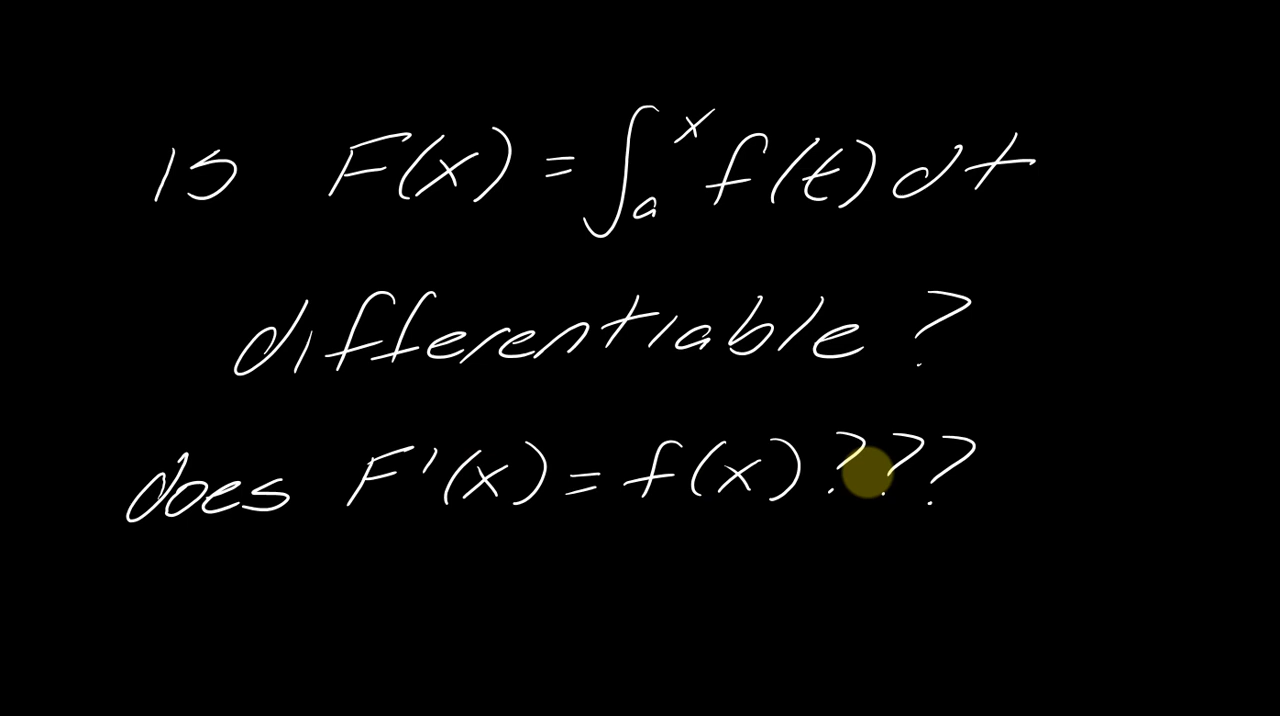 is F(x) = ∫ₐˣ f(t) dt
differentiable?
does F'(x) = f(x) ???